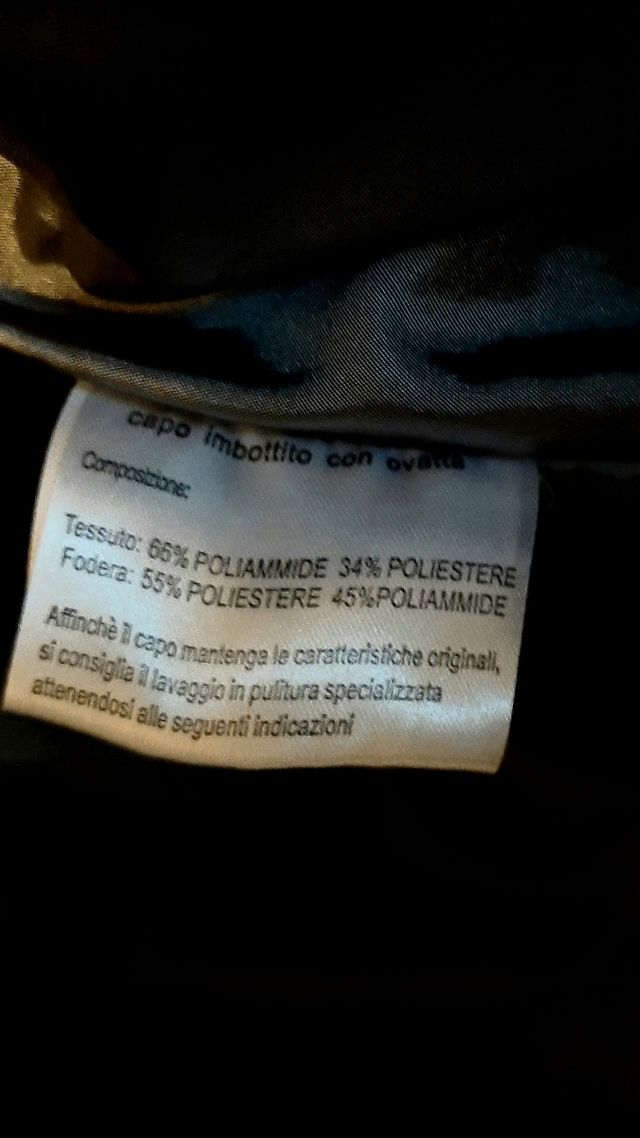 capo imbottito con ovatta
Composizione:
Tessuto: 66% POLIAMMIDE 34% POLIESTERE
Fodera: 55% POLIESTERE 45%POLIAMMIDE
Affinchè il capo mantenga le caratteristiche originali,
si consiglia il lavaggio in pulitura specializzata
attenendosi alle seguenti indicazioni